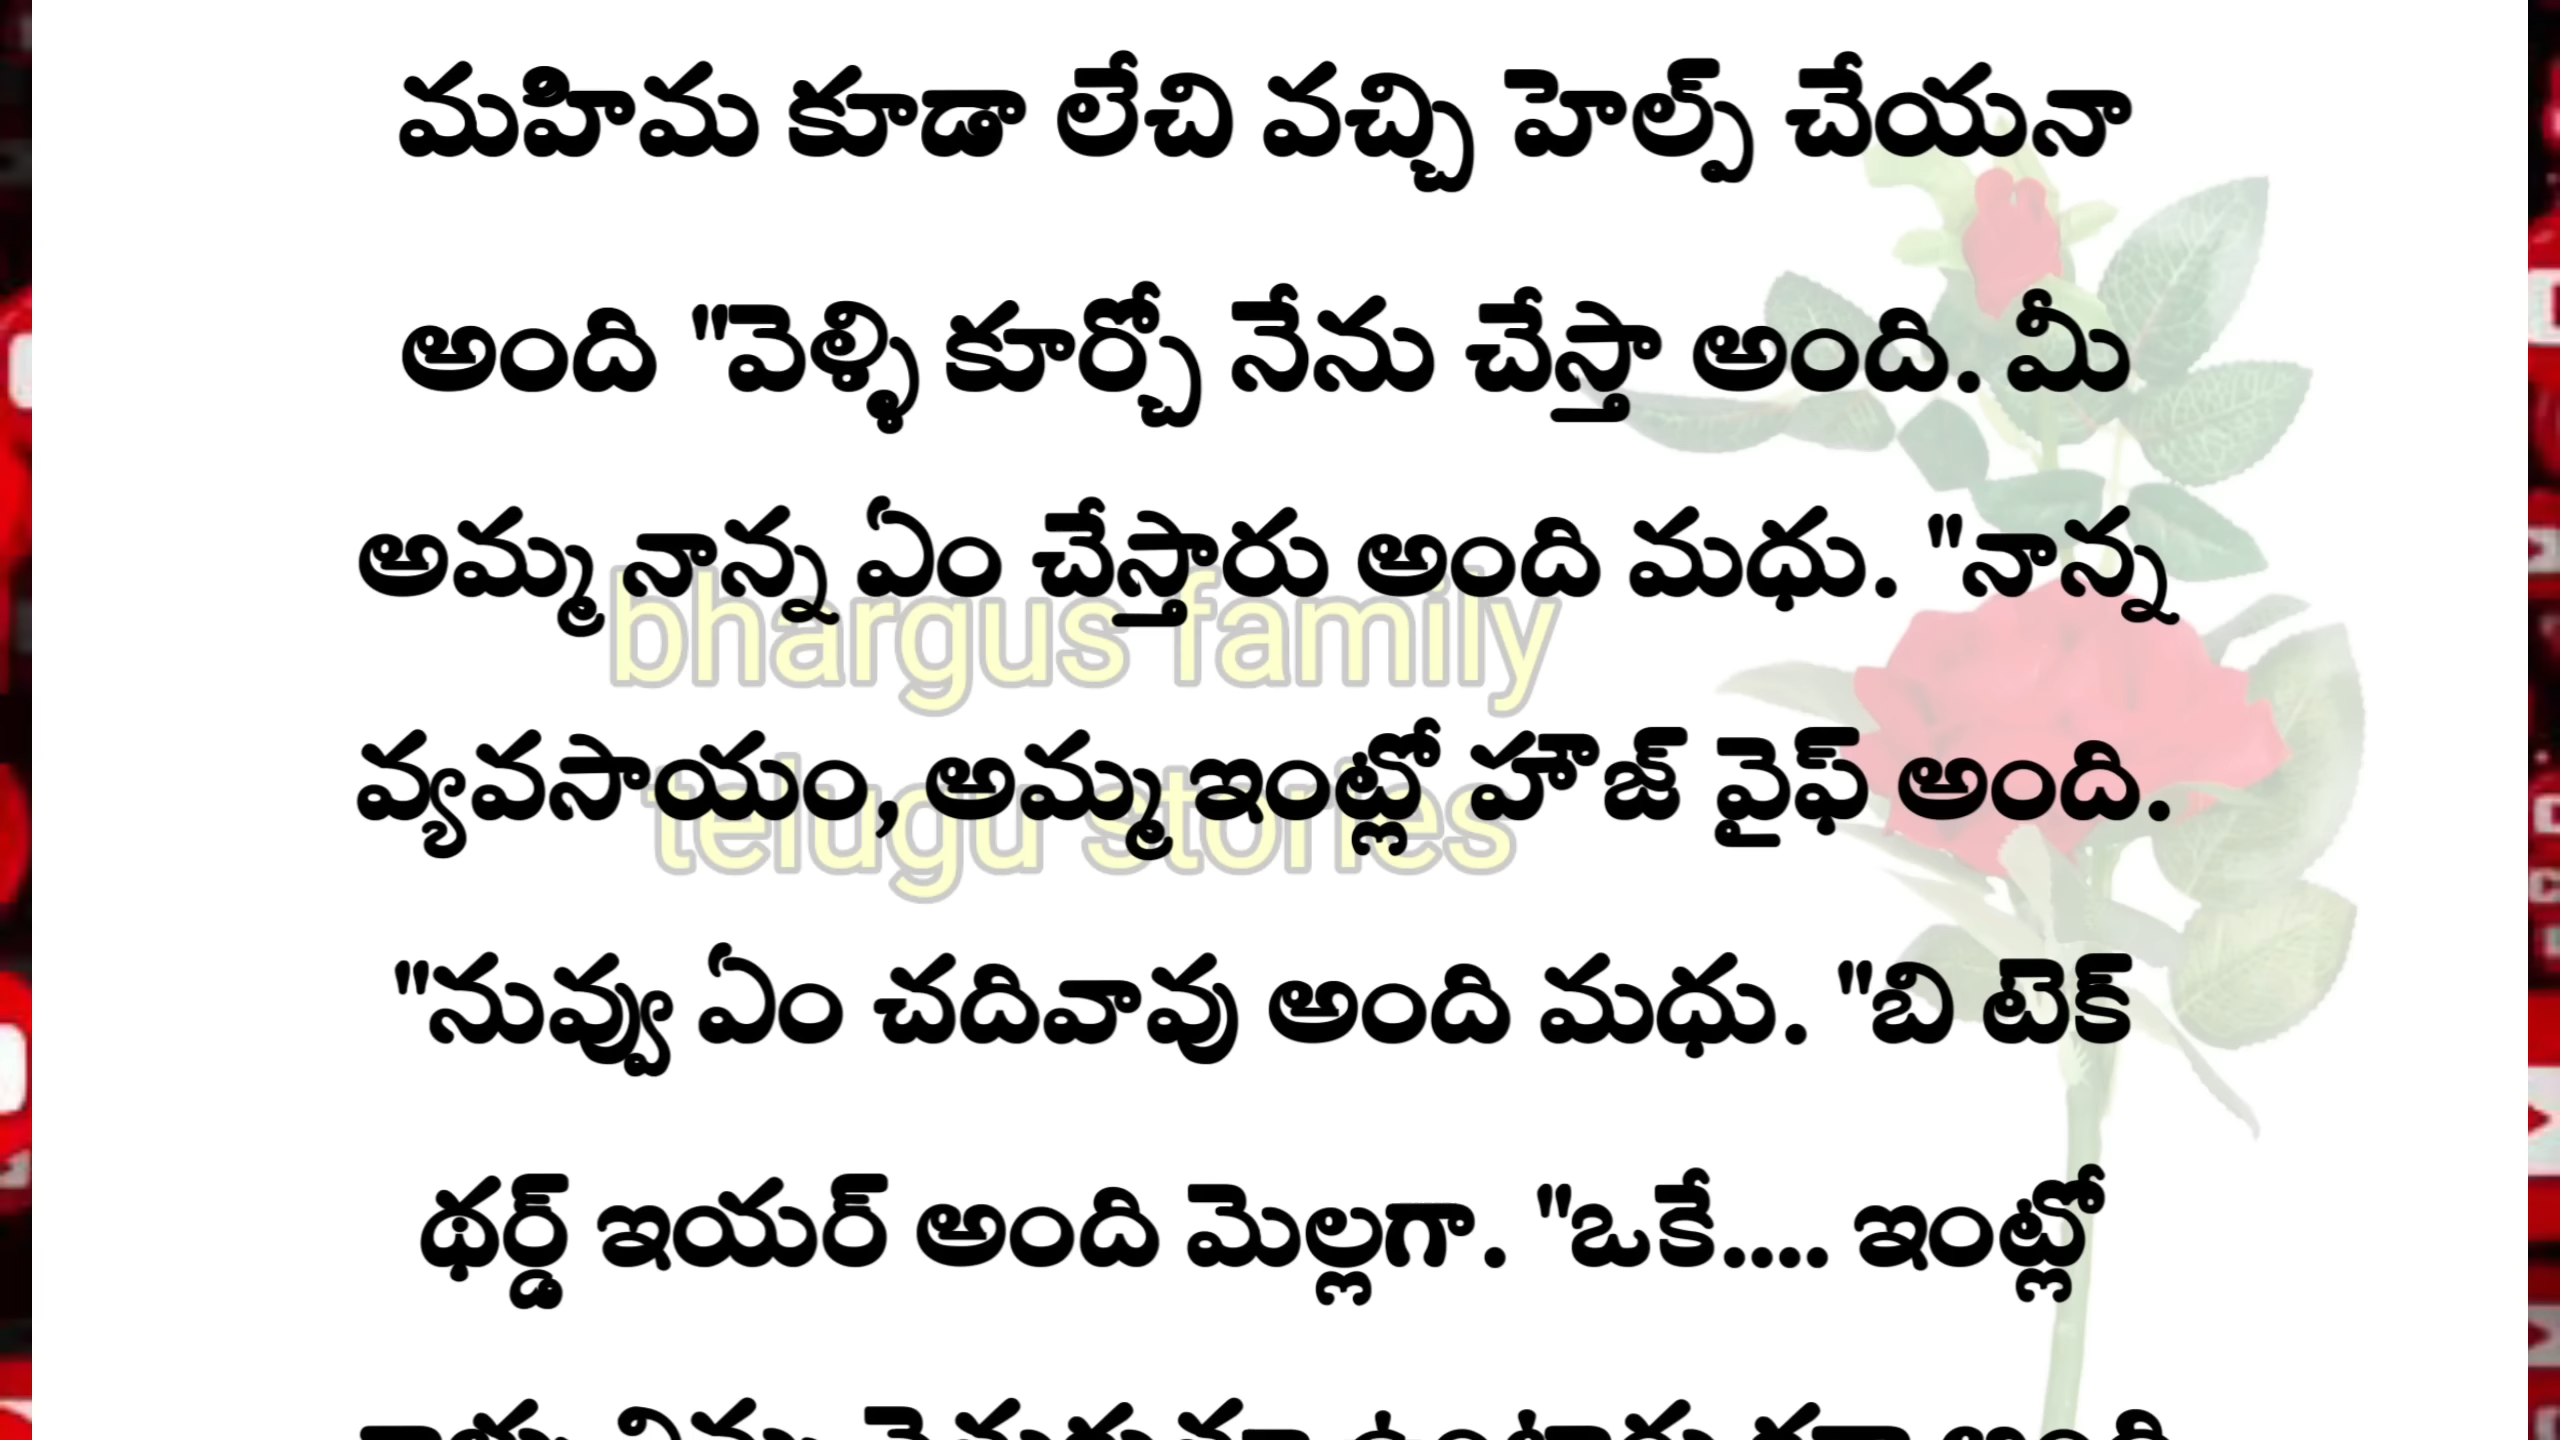 మహిమ కూడా లేచి వచ్చి హెల్ప్ చేయనా
అంది "వెళ్ళి కూర్చో నేను చేస్తా అంది. మీ
అమ్మ నాన్న ఏం చేస్తారు అంది మధు. "నాన్న
bhargus family
వ్యవసాయం, అమ్మ ఇంట్లో హౌజ్ వైఫ్ అంది.
telugu stories
"నువ్వు ఏం చదివావు అంది మధు. "బి టెక్
థర్డ్ ఇయర్ అంది మెల్లగా. "ఒకే.... ఇంట్లో